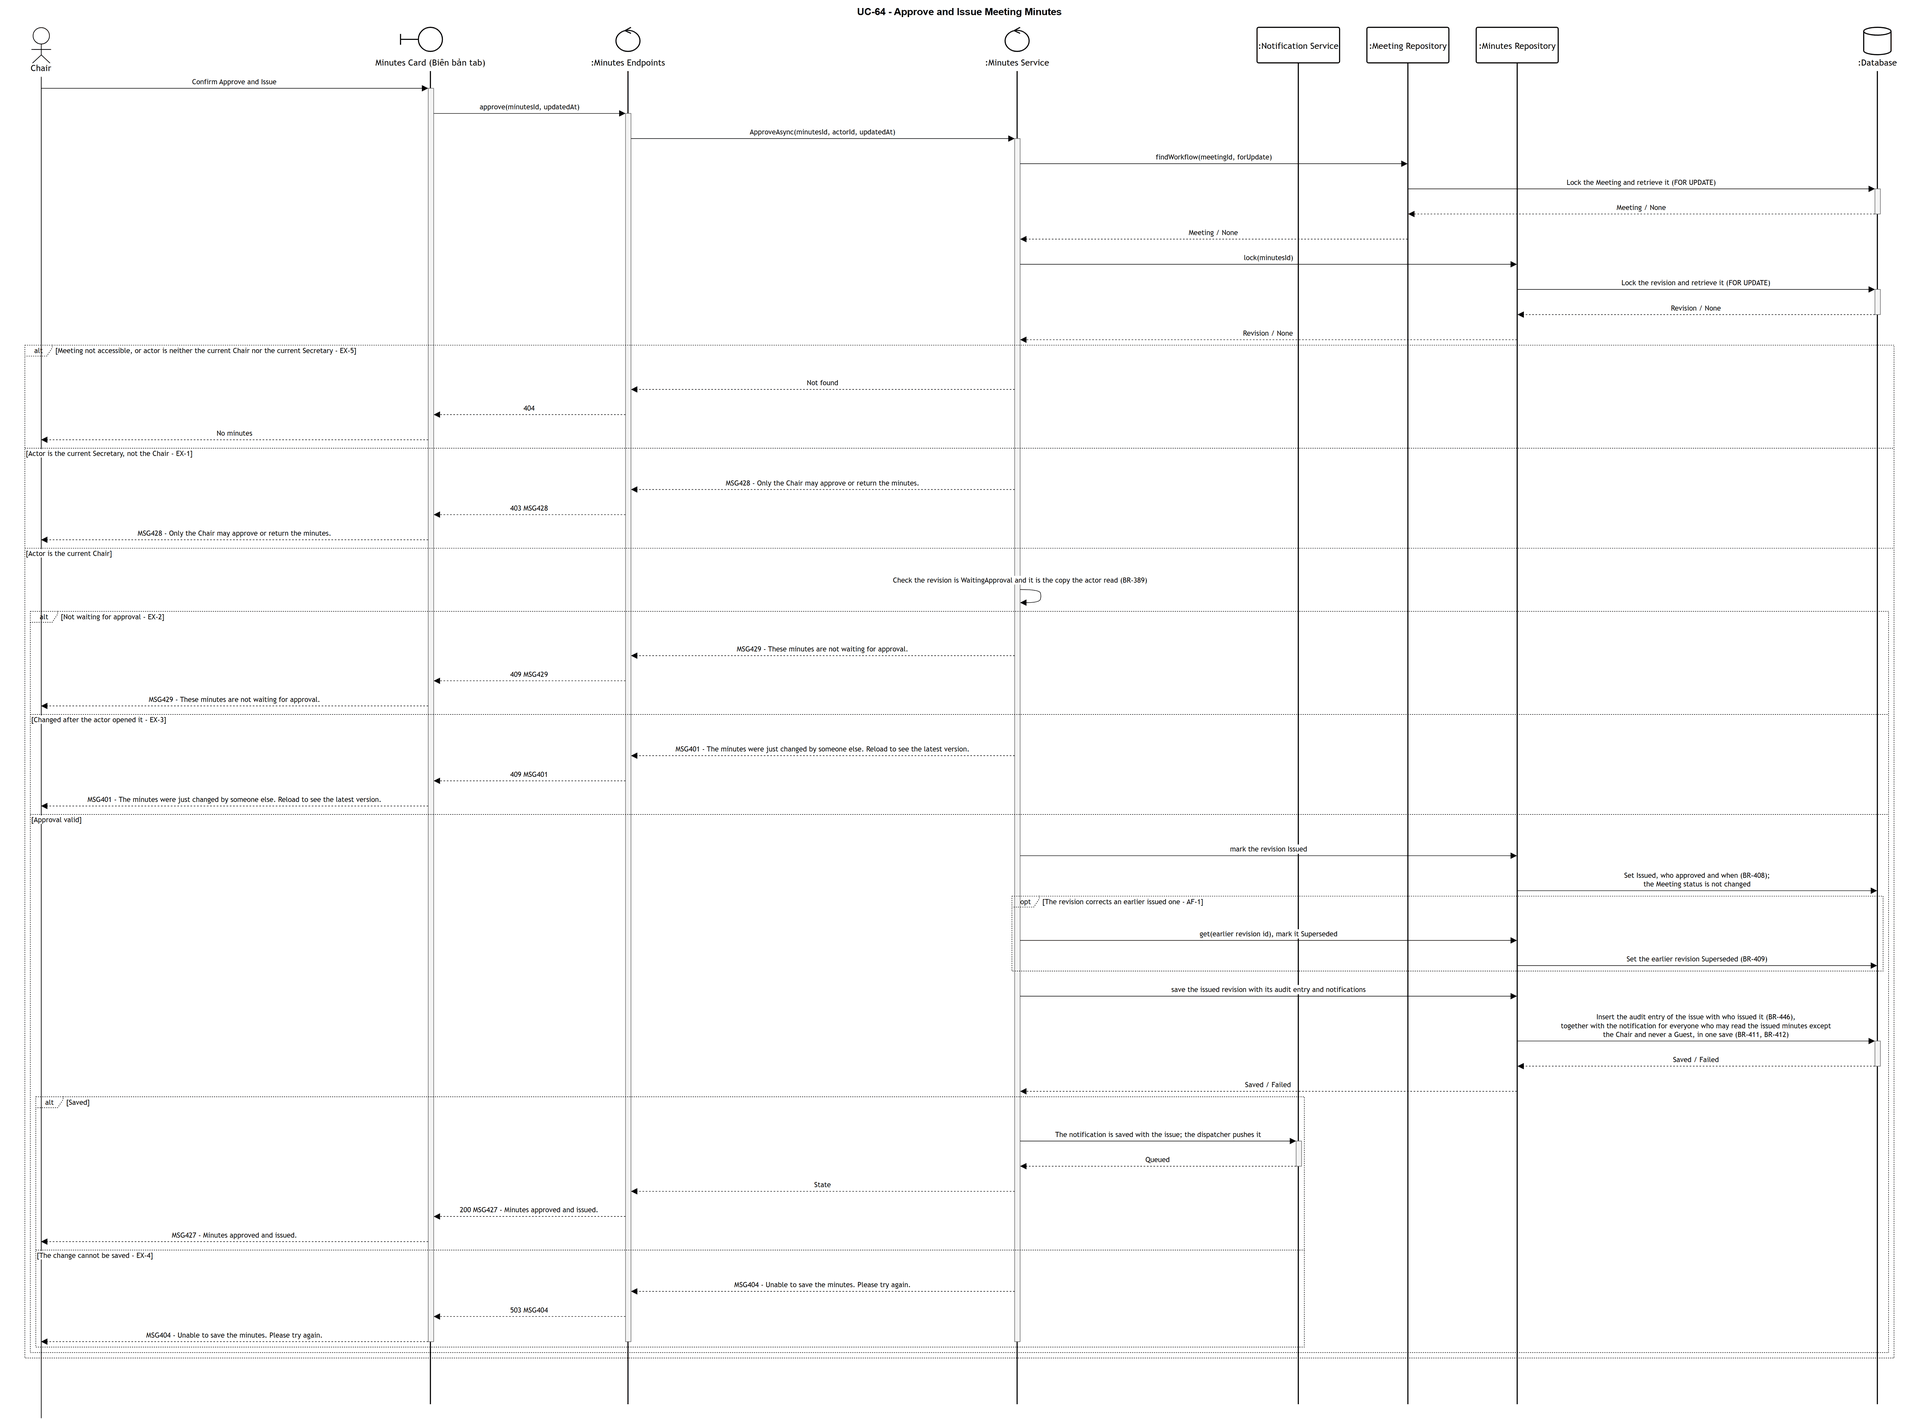 UC-64 - Approve and Issue Meeting Minutes
Chair
Minutes Card (Biên bản tab)
:Minutes Endpoints
:Minutes Service
:Notification Service
:Meeting Repository
:Minutes Repository
:Database
Confirm Approve and Issue
approve(minutesId, updatedAt)
ApproveAsync(minutesId, actorId, updatedAt)
findWorkflow(meetingId, forUpdate)
Lock the Meeting and retrieve it (FOR UPDATE)
Meeting / None
Meeting / None
lock(minutesId)
Lock the revision and retrieve it (FOR UPDATE)
Revision / None
Revision / None
alt [Meeting not accessible, or actor is neither the current Chair nor the current Secretary - EX-5]
Not found
404
No minutes
[Actor is the current Secretary, not the Chair - EX-1]
MSG428 - Only the Chair may approve or return the minutes.
403 MSG428
MSG428 - Only the Chair may approve or return the minutes.
[Actor is the current Chair]
Check the revision is WaitingApproval and it is the copy the actor read (BR-389)
alt [Not waiting for approval - EX-2]
MSG429 - These minutes are not waiting for approval.
409 MSG429
MSG429 - These minutes are not waiting for approval.
[Changed after the actor opened it - EX-3]
MSG401 - The minutes were just changed by someone else. Reload to see the latest version.
409 MSG401
MSG401 - The minutes were just changed by someone else. Reload to see the latest version.
[Approval valid]
mark the revision Issued
Set Issued, who approved and when (BR-408);
the Meeting status is not changed
opt [The revision corrects an earlier issued one - AF-1]
get(earlier revision id), mark it Superseded
Set the earlier revision Superseded (BR-409)
save the issued revision with its audit entry and notifications
Insert the audit entry of the issue with who issued it (BR-446),
together with the notification for everyone who may read the issued minutes except
the Chair and never a Guest, in one save (BR-411, BR-412)
Saved / Failed
Saved / Failed
alt [Saved]
The notification is saved with the issue; the dispatcher pushes it
Queued
State
200 MSG427 - Minutes approved and issued.
MSG427 - Minutes approved and issued.
[The change cannot be saved - EX-4]
MSG404 - Unable to save the minutes. Please try again.
503 MSG404
MSG404 - Unable to save the minutes. Please try again.